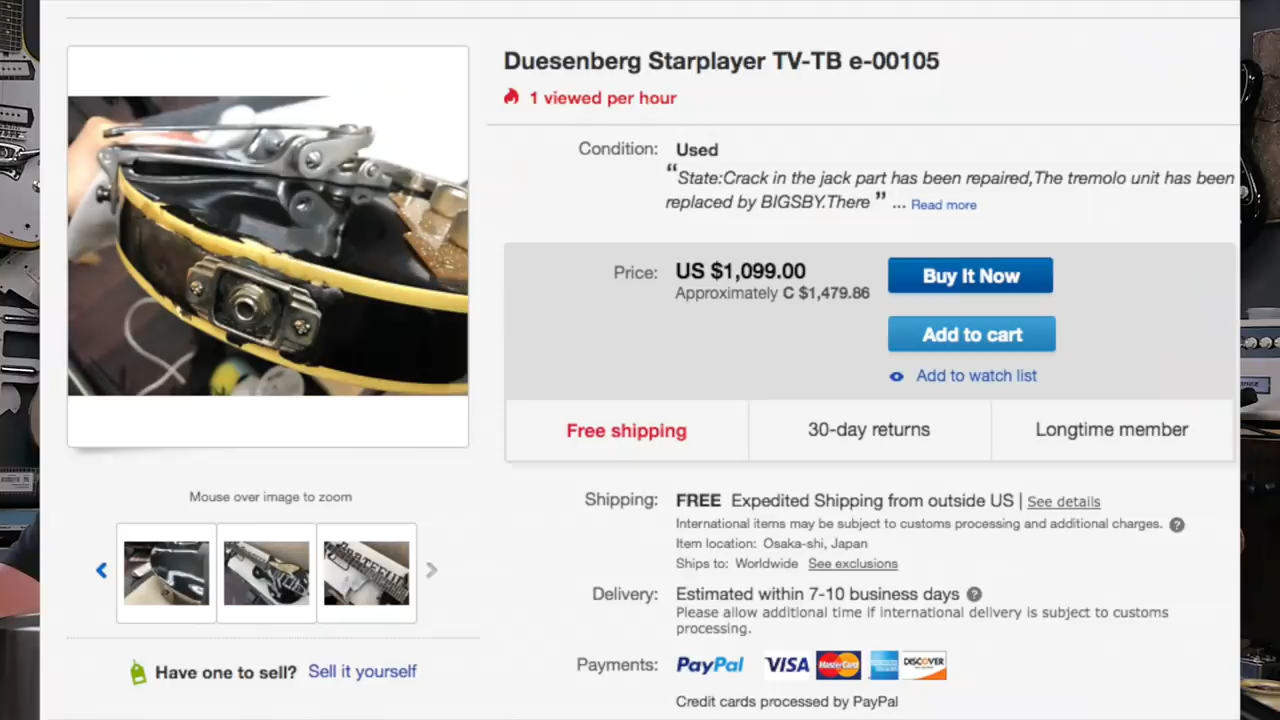 Duesenberg Starplayer TV-TB e-00105
1 viewed per hour
Condition: Used
“State:Crack in the jack part has been repaired,The tremolo unit has been
replaced by BIGSBY.There ” ... Read more
Price: US $1,099.00
Approximately C $1,479.86
Buy It Now
Add to cart
Add to watch list
Free shipping
30-day returns
Longtime member
Mouse over image to zoom
Shipping: FREE Expedited Shipping from outside US | See details
International items may be subject to customs processing and additional charges. ?
Item location: Osaka-shi, Japan
Ships to: Worldwide See exclusions
Delivery: Estimated within 7-10 business days ?
Please allow additional time if international delivery is subject to customs
processing.
Have one to sell? Sell it yourself
Payments: PayPal VISA MasterCard DISCOVER
Credit cards processed by PayPal